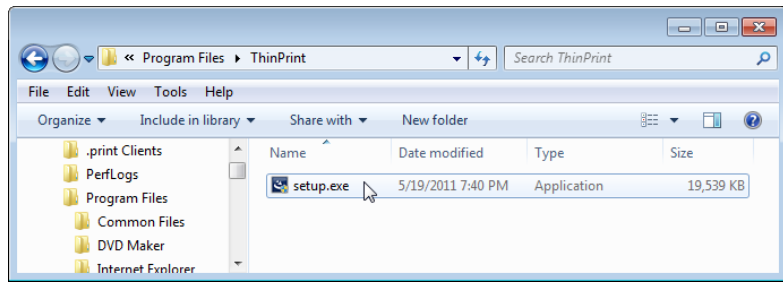 « Program Files ▸ ThinPrint Search ThinPrint
File Edit View Tools Help
Organize ▾ Include in library ▾ Share with ▾ New folder
.print Clients
PerfLogs
Program Files
Common Files
DVD Maker
Internet Explorer
Name Date modified Type Size
setup.exe 5/19/2011 7:40 PM Application 19,539 KB